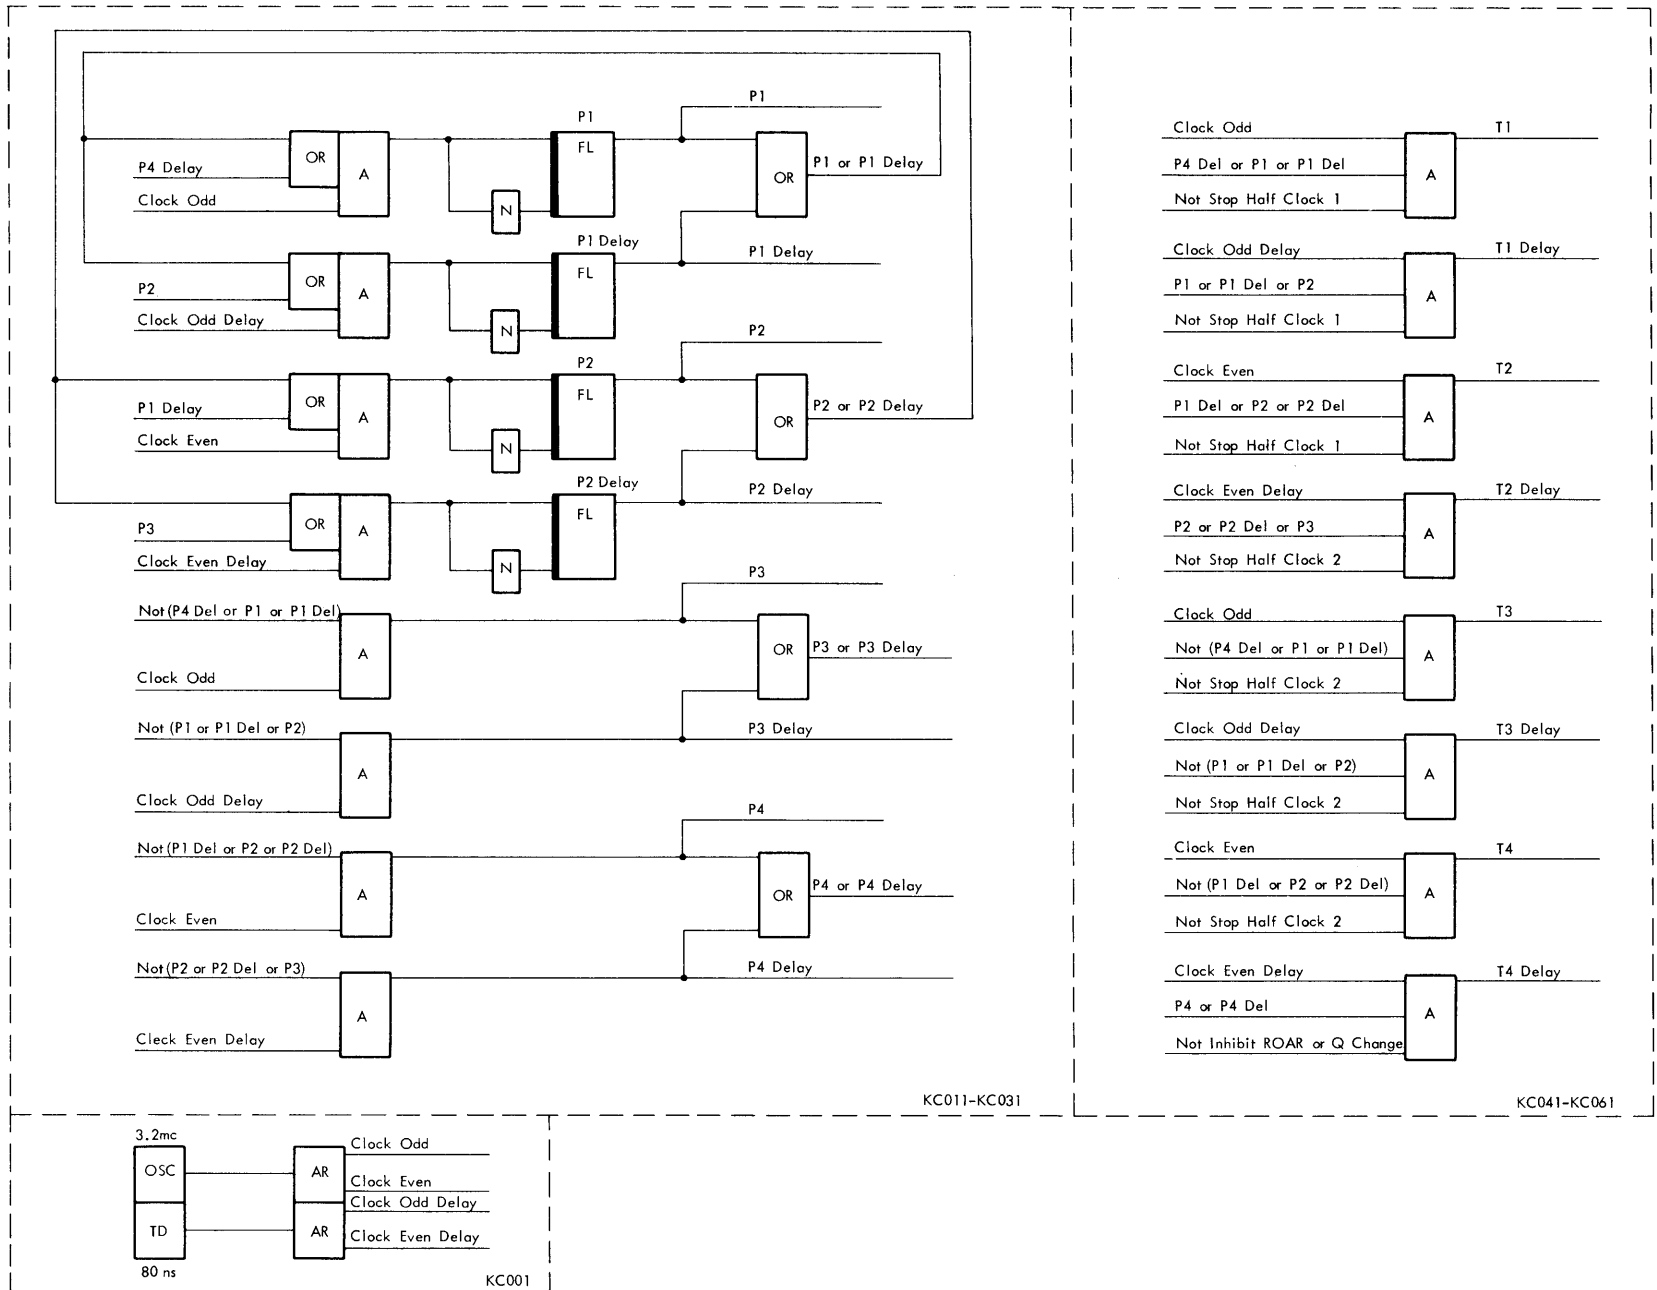 P1
P1
FL
OR
A
P4 Delay
Clock Odd
N
OR
P1 or P1 Delay
P1 Delay
P1 Delay
FL
OR
A
P2
Clock Odd Delay
N
P2
P2
FL
OR
A
P1 Delay
Clock Even
N
OR
P2 or P2 Delay
P2 Delay
P2 Delay
FL
OR
A
P3
Clock Even Delay
N
P3
Not (P4 Del or P1 or P1 Del)
A
Clock Odd
OR
P3 or P3 Delay
Not (P1 or P1 Del or P2)
P3 Delay
A
Clock Odd Delay
P4
Not (P1 Del or P2 or P2 Del)
A
Clock Even
OR
P4 or P4 Delay
Not (P2 or P2 Del or P3)
P4 Delay
A
Cleck Even Delay
KC011-KC031
Clock Odd
T1
P4 Del or P1 or P1 Del
A
Not Stop Half Clock 1
Clock Odd Delay
T1 Delay
P1 or P1 Del or P2
A
Not Stop Half Clock 1
Clock Even
T2
P1 Del or P2 or P2 Del
A
Not Stop Half Clock 1
Clock Even Delay
T2 Delay
P2 or P2 Del or P3
A
Not Stop Half Clock 2
Clock Odd
T3
Not (P4 Del or P1 or P1 Del)
A
Not Stop Half Clock 2
Clock Odd Delay
T3 Delay
Not (P1 or P1 Del or P2)
A
Not Stop Half Clock 2
Clock Even
T4
Not (P1 Del or P2 or P2 Del)
A
Not Stop Half Clock 2
Clock Even Delay
T4 Delay
P4 or P4 Del
A
Not Inhibit ROAR or Q Change
KC041-KC061
3.2mc
OSC
AR
Clock Odd
Clock Even
Clock Odd Delay
TD
AR
Clock Even Delay
80 ns
KC001